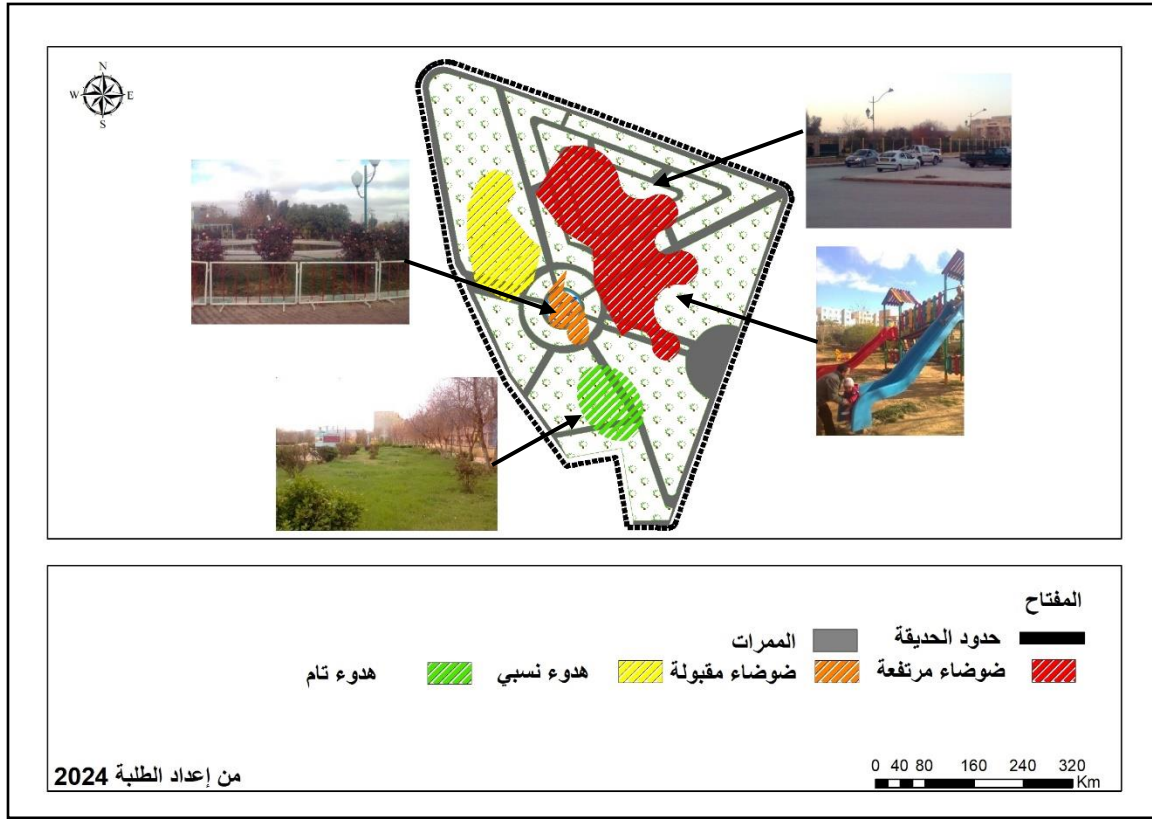 N
W E
S
المفتاح
حدود الحديقة الممرات
ضوضاء مرتفعة ضوضاء مقبولة هدوء نسبي هدوء تام
0 40 80 160 240 320
Km
من إعداد الطلبة 2024